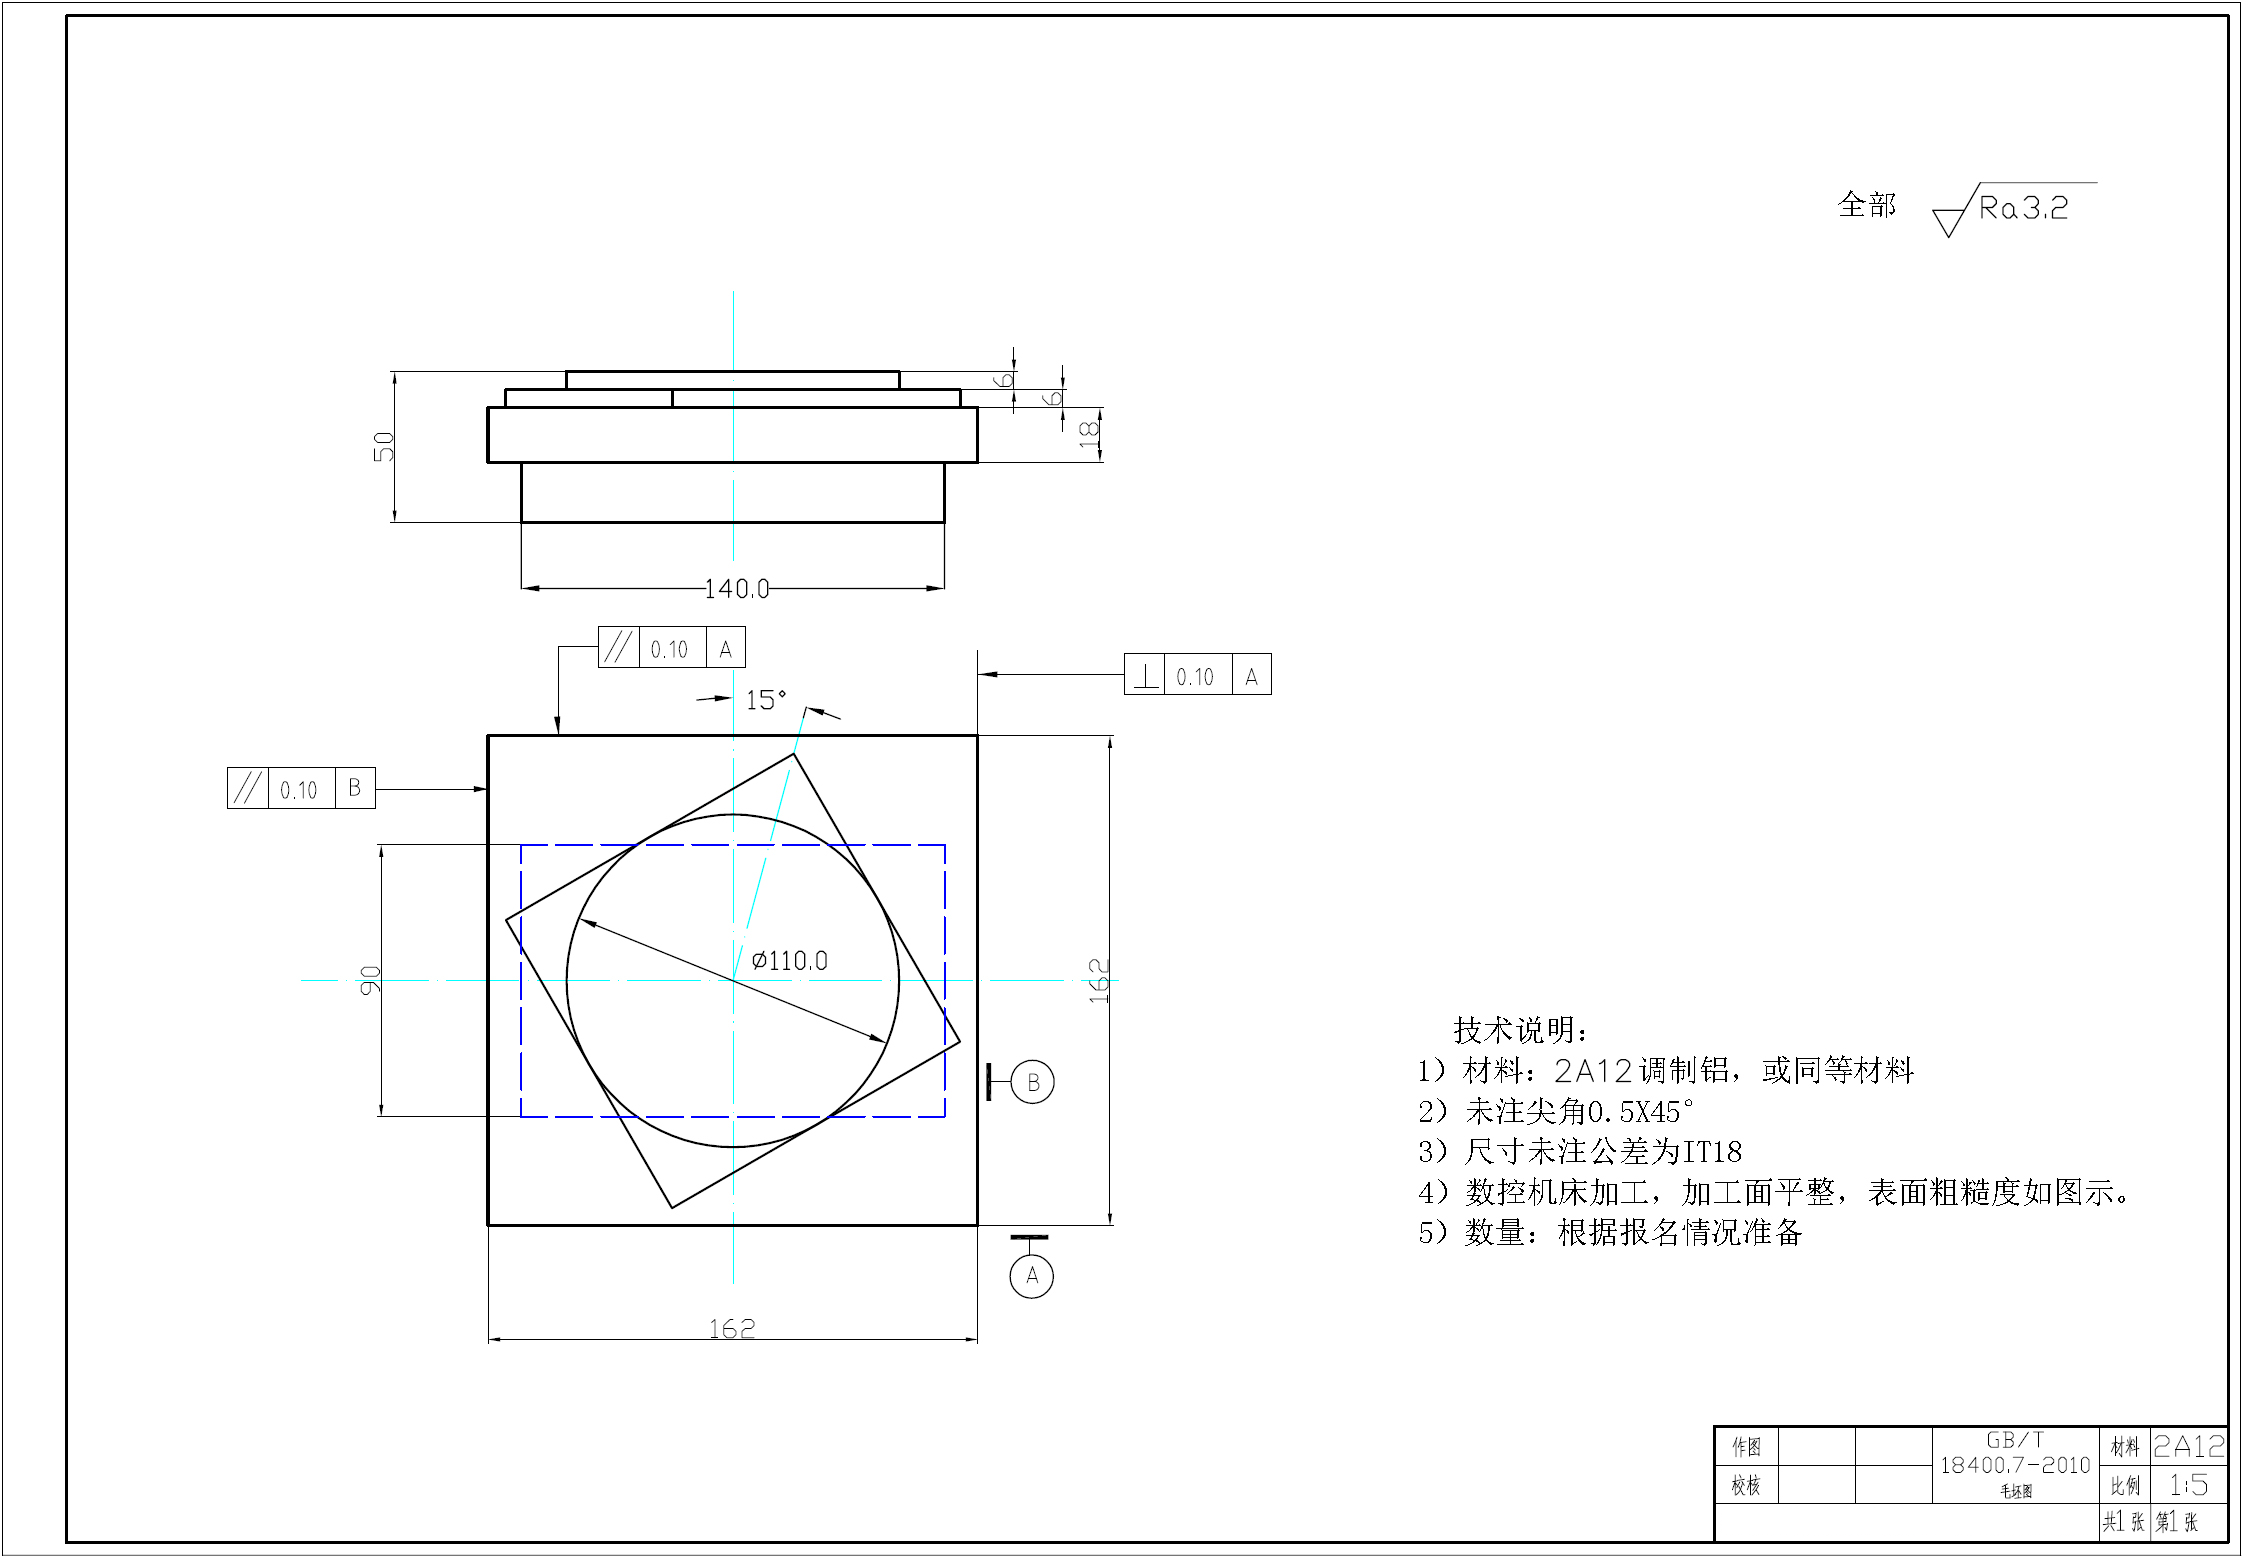 全部 Ra3.2
6
6
18
50
140.0
// 0.10 A
⊥ 0.10 A
15°
// 0.10 B
Ø110.0
90
162
B
A
162
技术说明：
1）材料：2A12调制铝，或同等材料
2）未注尖角0.5X45°
3）尺寸未注公差为IT18
4）数控机床加工，加工面平整，表面粗糙度如图示。
5）数量：根据报名情况准备
作图
校核
GB/T
18400.7-2010
毛坯图
材料 2A12
比例 1:5
共1张 第1张